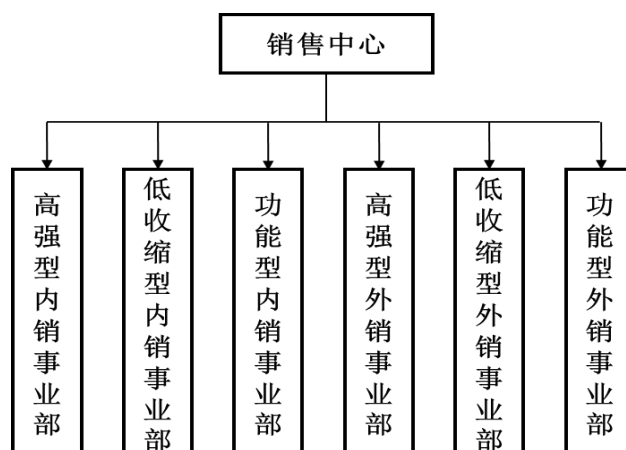 销售中心
高强型内销事业部
低收缩型内销事业部
功能型内销事业部
高强型外销事业部
低收缩型外销事业部
功能型外销事业部